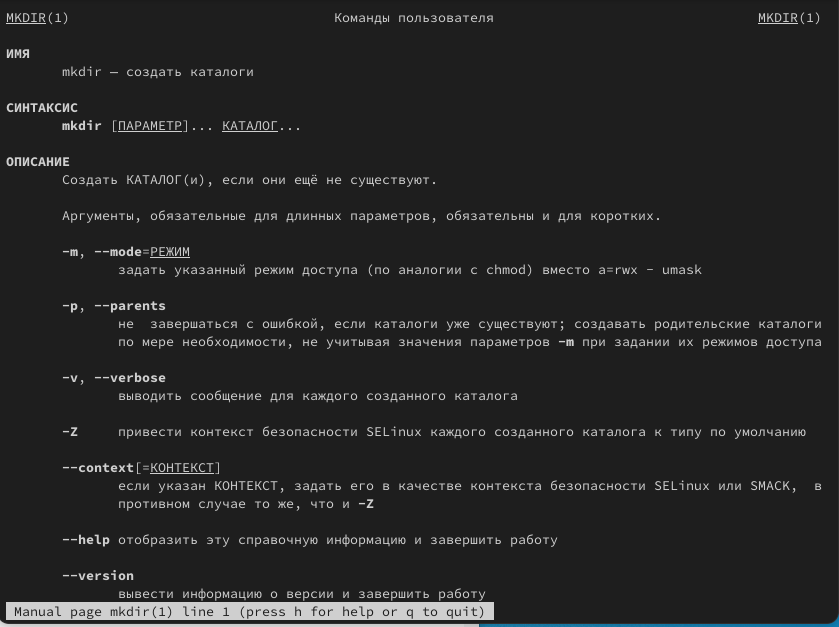 MKDIR(1) Команды пользователя MKDIR(1)
ИМЯ
mkdir — создать каталоги
СИНТАКСИС
mkdir [ПАРАМЕТР]... КАТАЛОГ...
ОПИСАНИЕ
Создать КАТАЛОГ(и), если они ещё не существуют.
Аргументы, обязательные для длинных параметров, обязательны и для коротких.
-m, --mode=РЕЖИМ
задать указанный режим доступа (по аналогии с chmod) вместо a=rwx - umask
-p, --parents
не завершаться с ошибкой, если каталоги уже существуют; создавать родительские каталоги
по мере необходимости, не учитывая значения параметров -m при задании их режимов доступа
-v, --verbose
выводить сообщение для каждого созданного каталога
-Z привести контекст безопасности SELinux каждого созданного каталога к типу по умолчанию
--context[=КОНТЕКСТ]
если указан КОНТЕКСТ, задать его в качестве контекста безопасности SELinux или SMACK, в
противном случае то же, что и -Z
--help отобразить эту справочную информацию и завершить работу
--version
вывести информацию о версии и завершить работу
Manual page mkdir(1) line 1 (press h for help or q to quit)